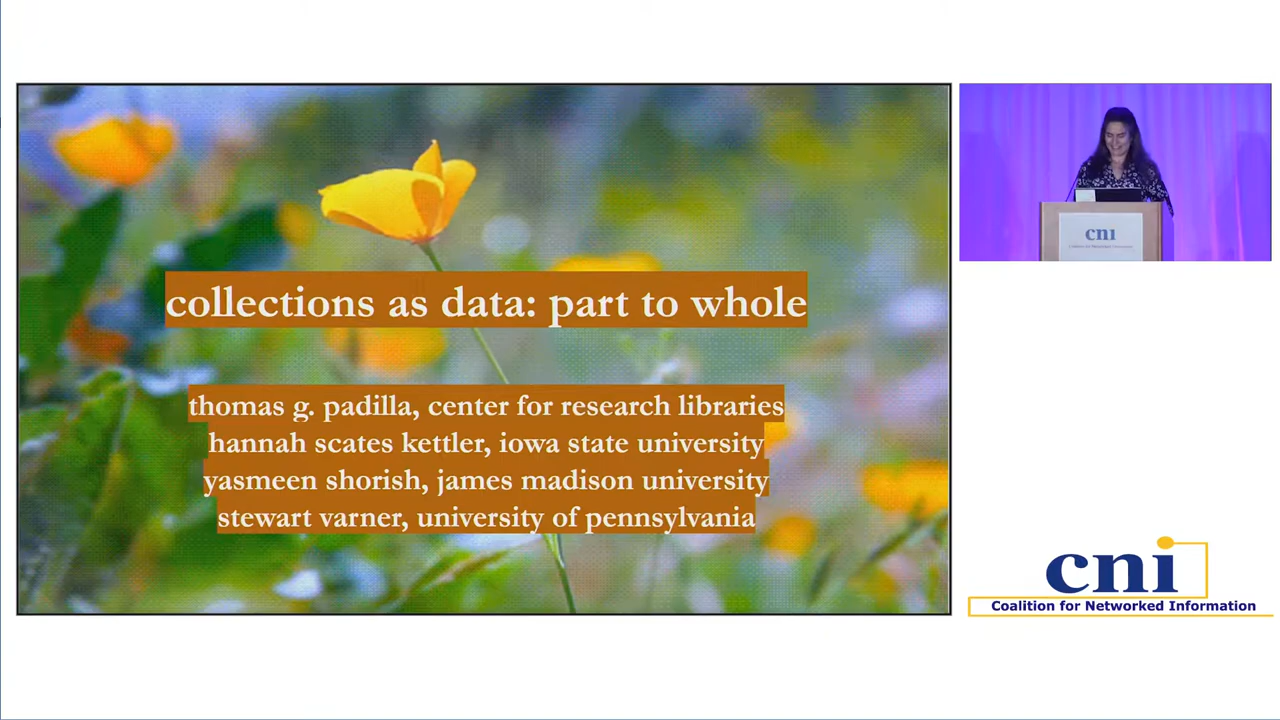 collections as data: part to whole
thomas g. padilla, center for research libraries
hannah scates kettler, iowa state university
yasmeen shorish, james madison university
stewart varner, university of pennsylvania
cni
cni
Coalition for Networked Information